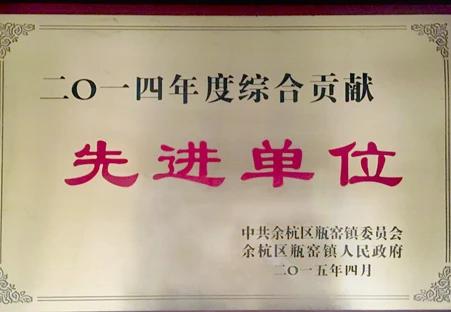 二〇一四年度综合贡献
先进单位
中共余杭区瓶窑镇委员会
余杭区瓶窑镇人民政府
二〇一五年四月